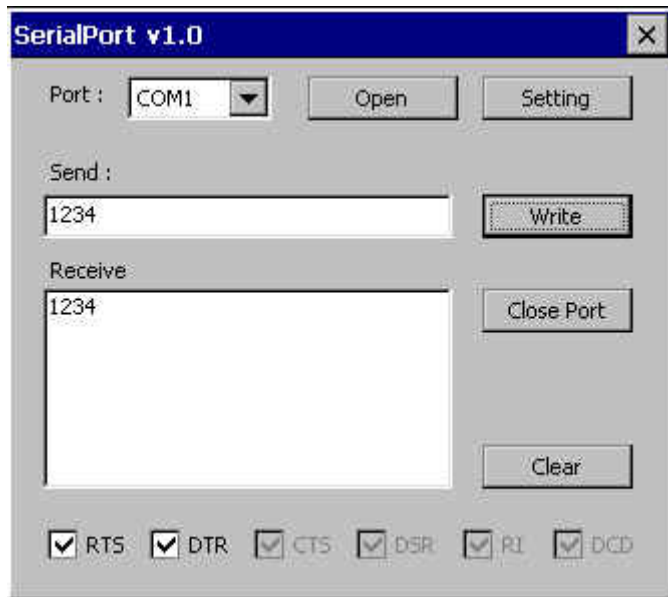 SerialPort v1.0
Port : COM1 Open Setting
Send :
1234 Write
Receive
1234
Close Port
Clear
RTS DTR CTS DSR RI DCD